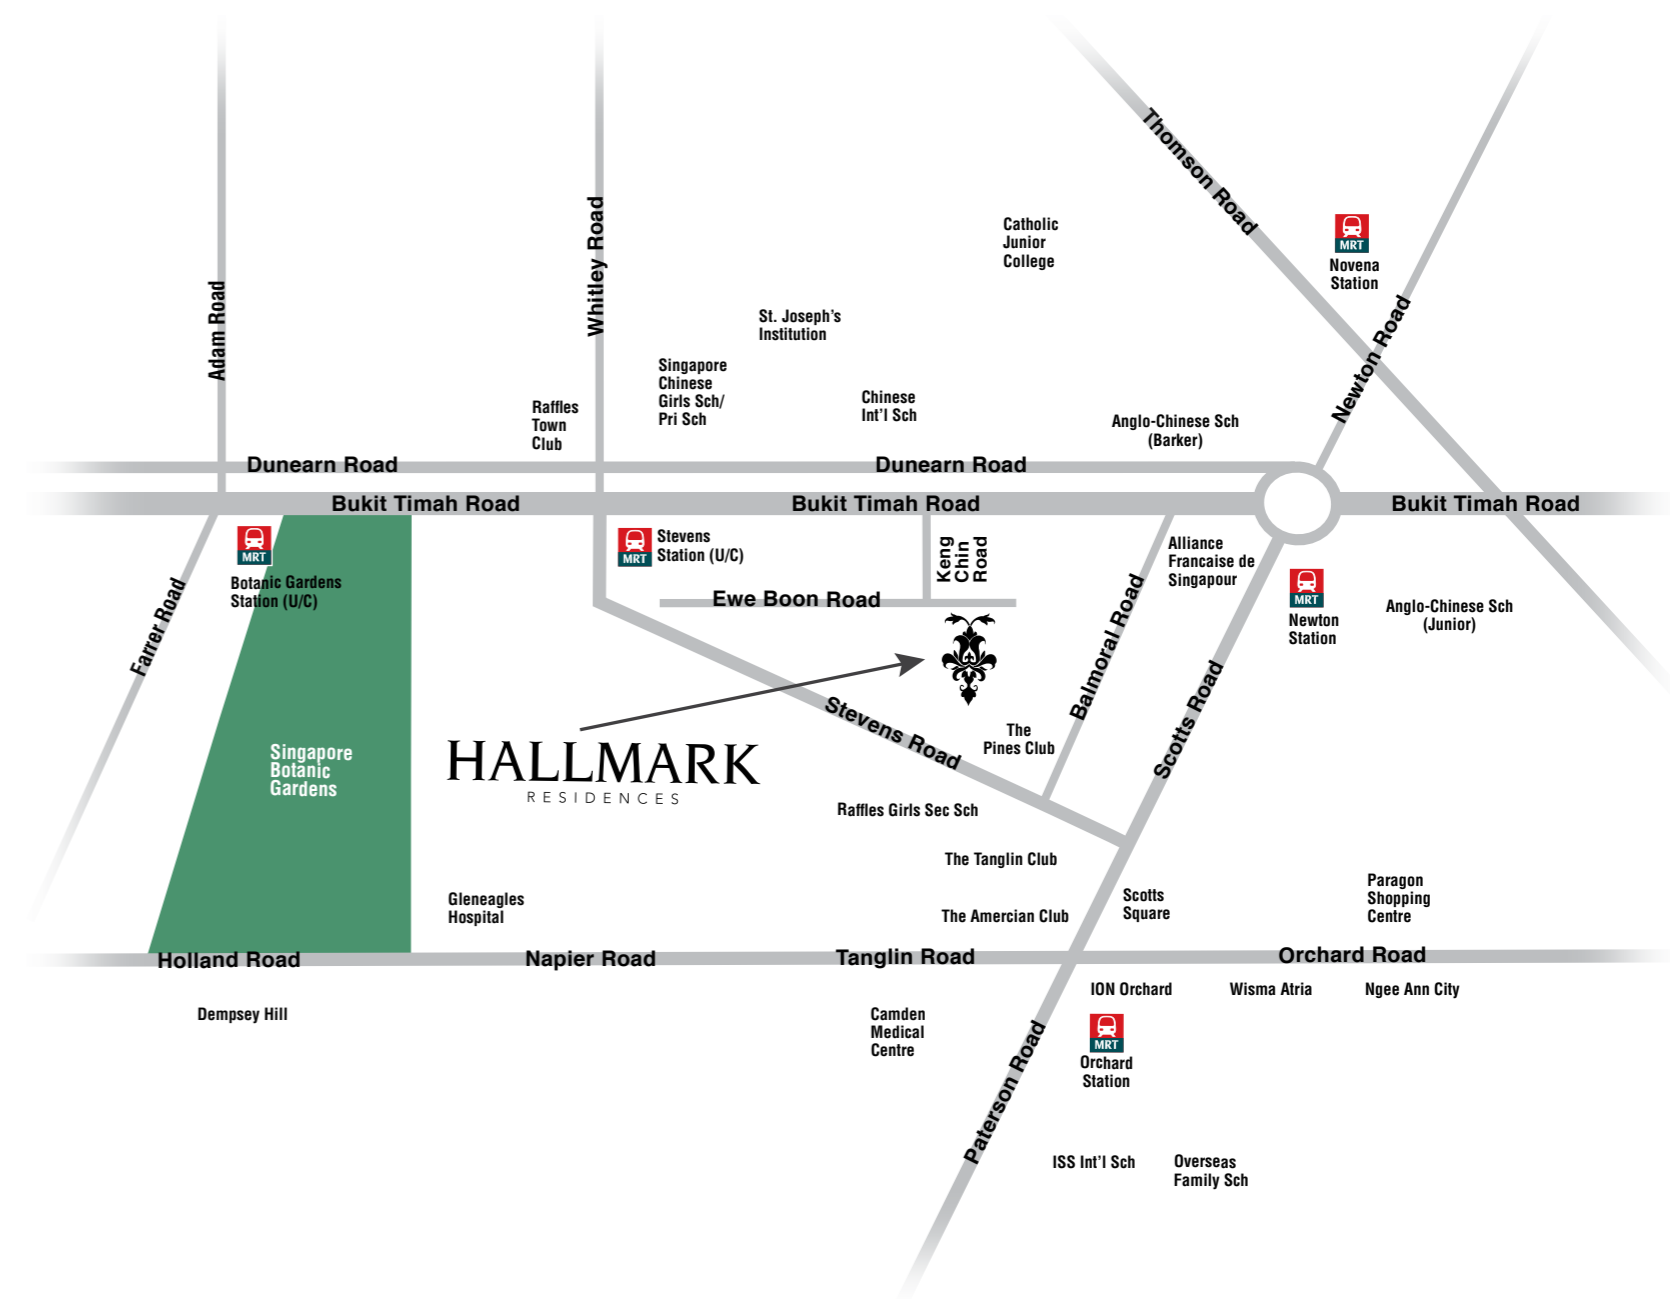 Thomson Road
Adam Road
Whitley Road
Newton Road
Catholic
Junior
College
MRT
Novena
Station
St. Joseph's
Institution
Singapore
Chinese
Girls Sch/
Pri Sch
Chinese
Int'l Sch
Raffles
Town
Club
Anglo-Chinese Sch
(Barker)
Dunearn Road
Dunearn Road
Bukit Timah Road
Bukit Timah Road
Bukit Timah Road
MRT
Botanic Gardens
Station (U/C)
MRT
Stevens
Station (U/C)
Keng
Chin
Road
Alliance
Francaise de
Singapour
MRT
Newton
Station
Anglo-Chinese Sch
(Junior)
Farrer Road
Ewe Boon Road
Balmoral Road
Scotts Road
Stevens Road
The
Pines Club
Singapore
Botanic
Gardens
HALLMARK
RESIDENCES
Raffles Girls Sec Sch
The Tanglin Club
The Amercian Club
Gleneagles
Hospital
Scotts
Square
Paragon
Shopping
Centre
Holland Road
Napier Road
Tanglin Road
Orchard Road
ION Orchard
Wisma Atria
Ngee Ann City
Dempsey Hill
Camden
Medical
Centre
MRT
Orchard
Station
Paterson Road
ISS Int'l Sch
Overseas
Family Sch